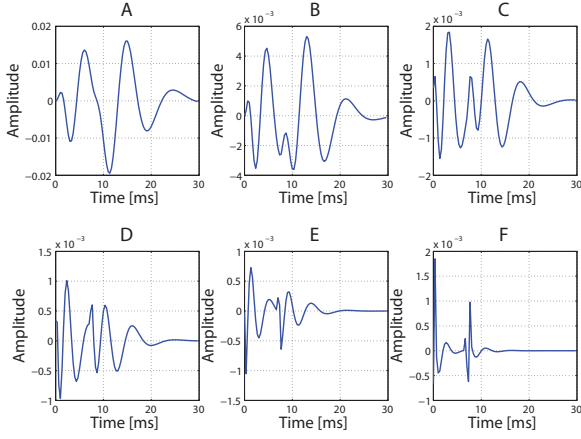 A
B
C
0.02
0.01
0
−0.01
−0.02
Amplitude
0 10 20 30
Time [ms]
x 10⁻³
6
4
2
0
−2
−4
Amplitude
0 10 20 30
Time [ms]
x 10⁻³
2
1
0
−1
−2
Amplitude
0 10 20 30
Time [ms]
D
E
F
x 10⁻³
1.5
1
0.5
0
−0.5
−1
Amplitude
0 10 20 30
Time [ms]
x 10⁻³
1
0.5
0
−0.5
−1
−1.5
Amplitude
0 10 20 30
Time [ms]
x 10⁻³
2
1.5
1
0.5
0
−0.5
−1
Amplitude
0 10 20 30
Time [ms]